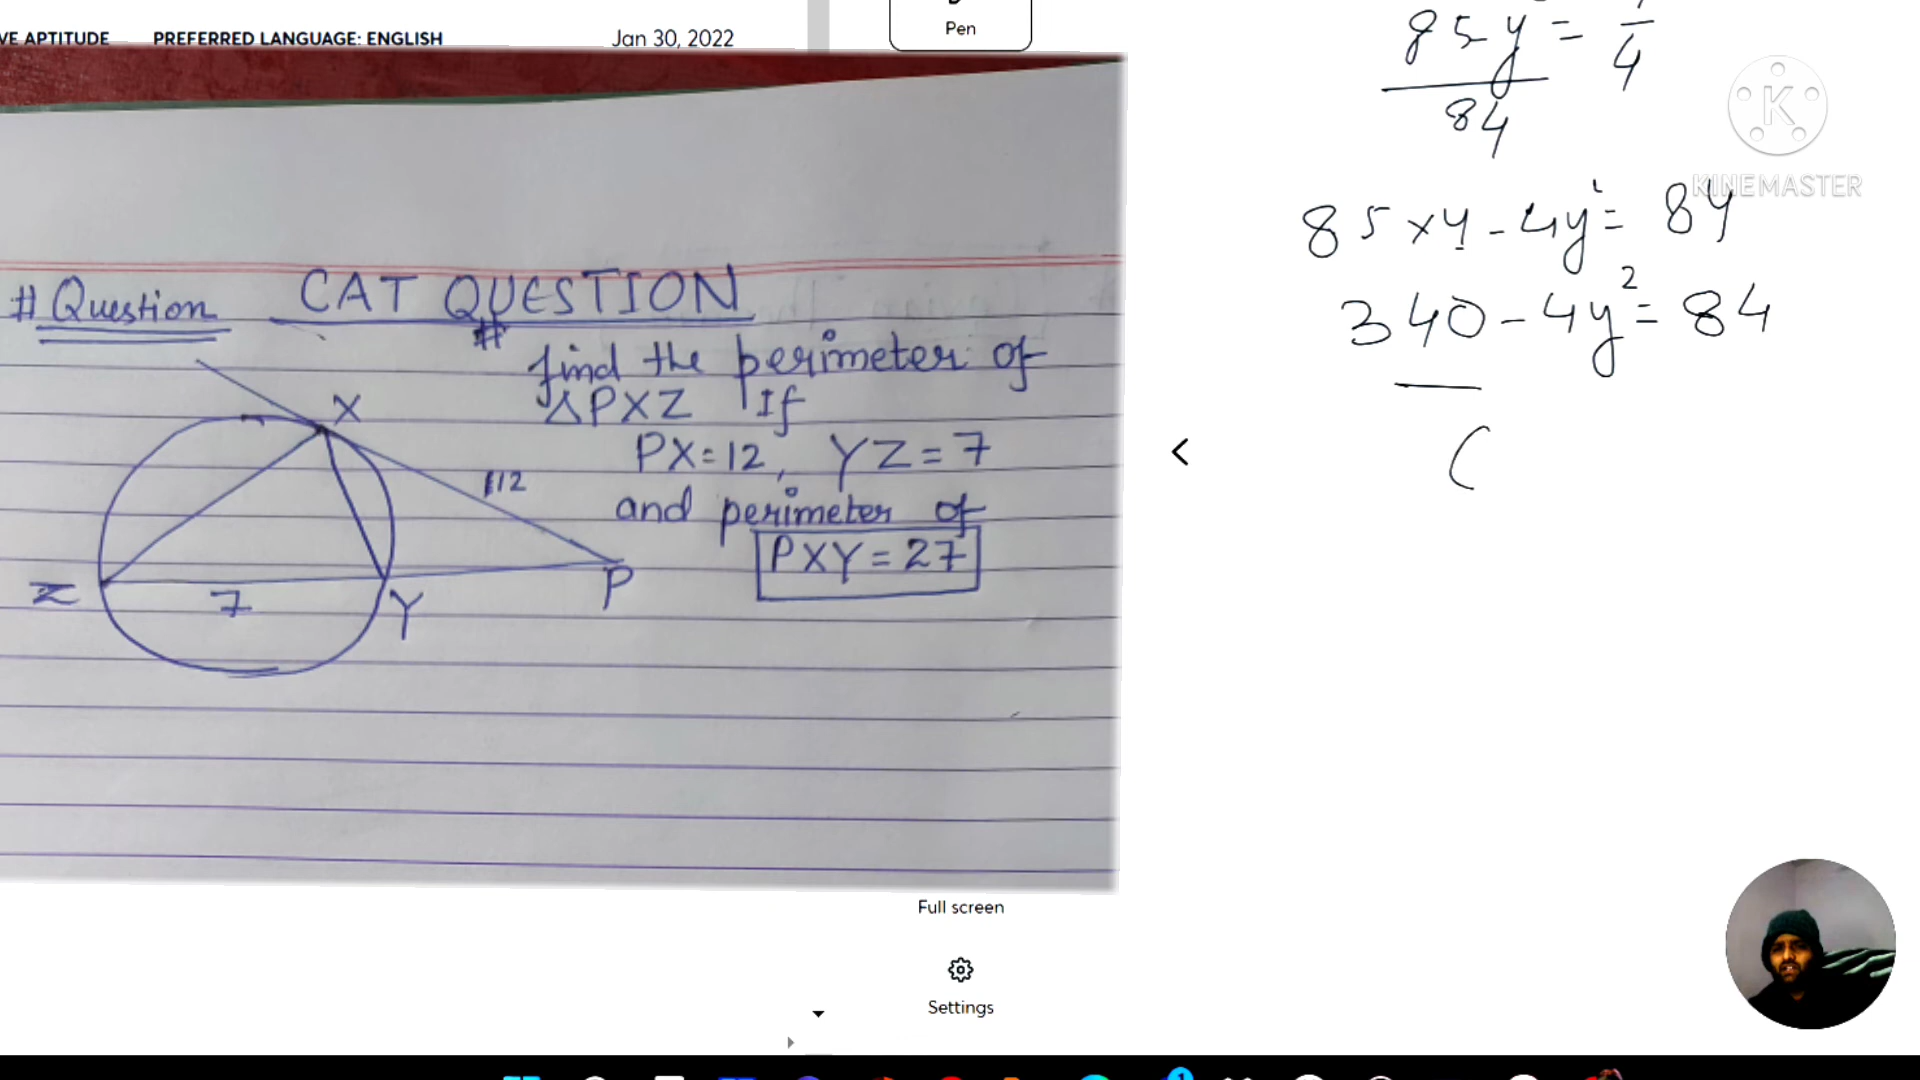 VE APTITUDE PREFERRED LANGUAGE: ENGLISH Jan 30, 2022
Pen
# Question CAT QUESTION
# find the perimeter of
△PXZ If
PX = 12, YZ = 7
and perimeter of
PXY = 27
X
12
Z
7
Y
P
85 y =
4
84
KINEMASTER
85 x 4 - 4y² = 84
340 - 4y² = 84
<
(
Full screen
Settings